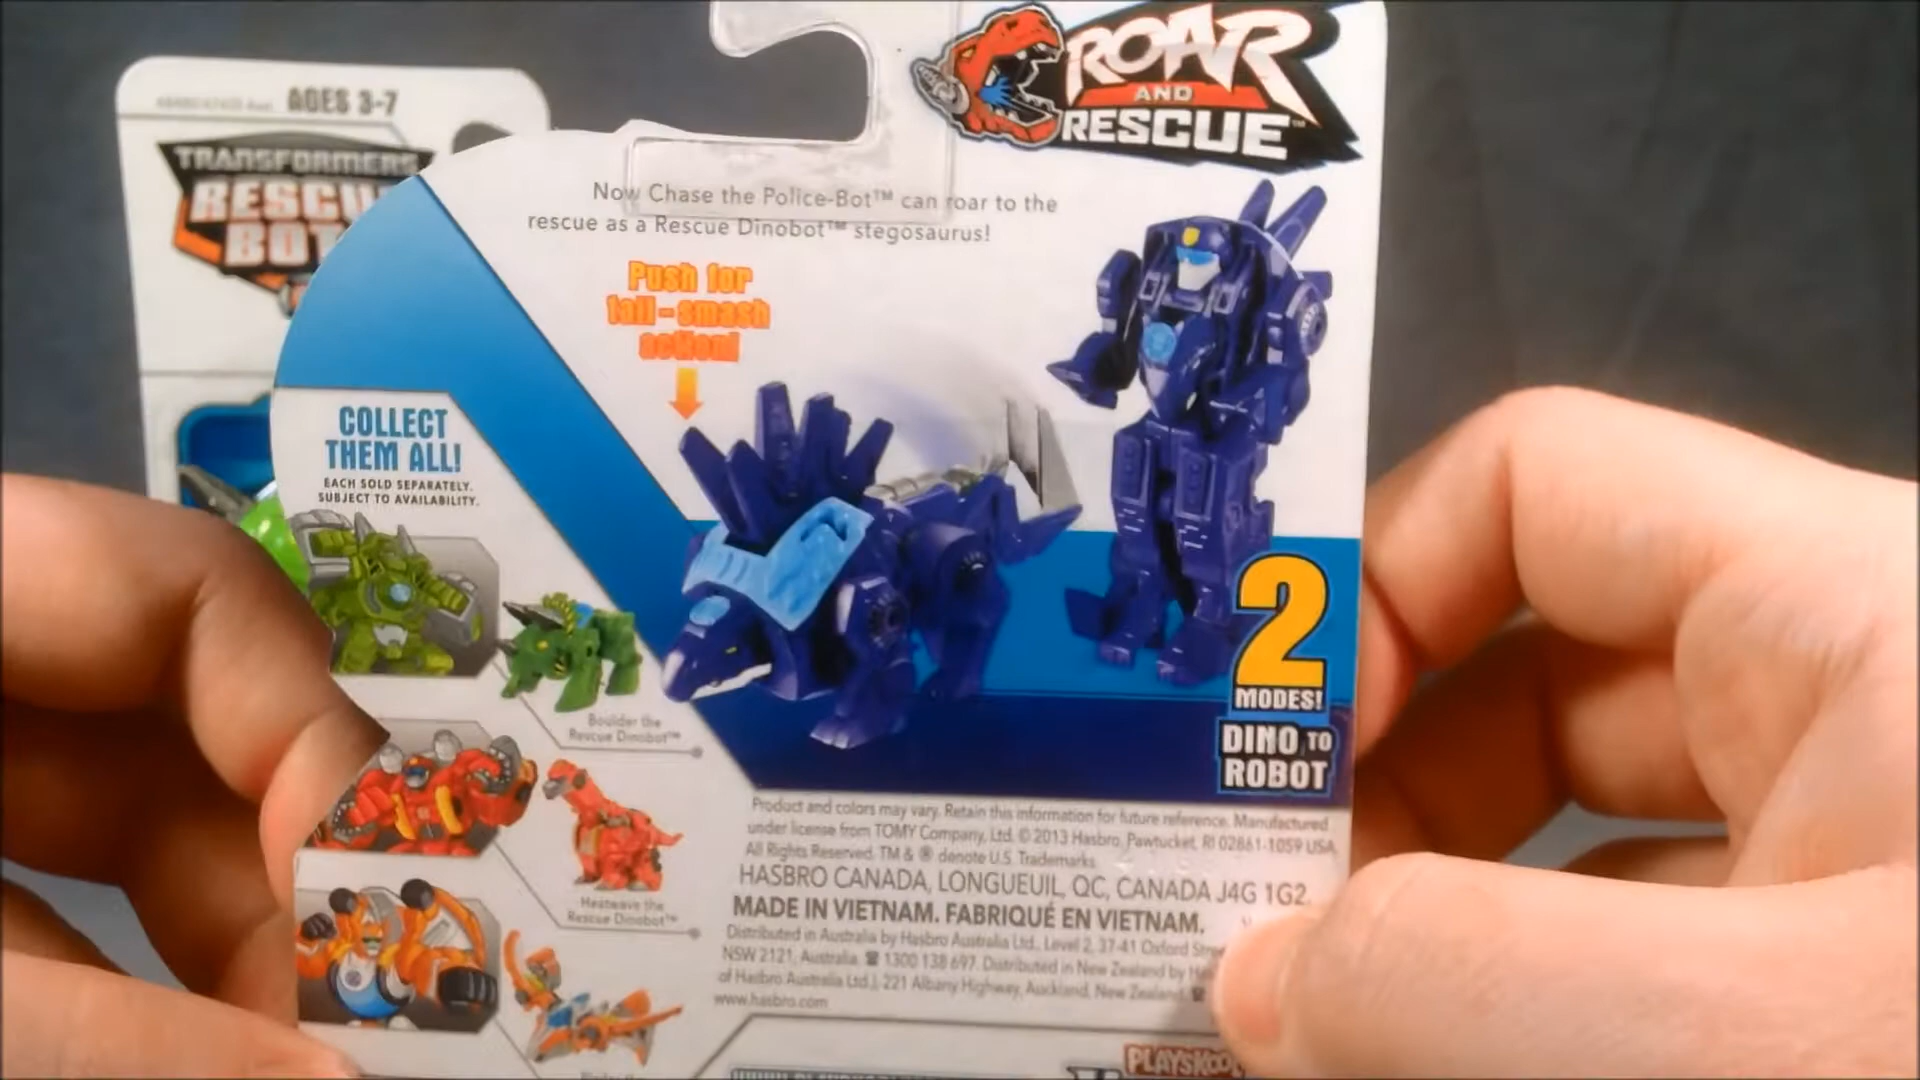 AGES 3-7
TRANSFORMERS
RESCU
BOT
ROAR
AND
RESCUE™
Now Chase the Police-Bot™ can roar to the
rescue as a Rescue Dinobot™ stegosaurus!
Push for
tail-smash
action!
COLLECT
THEM ALL!
EACH SOLD SEPARATELY.
SUBJECT TO AVAILABILITY.
Boulder the
Rescue Dinobot™
Heatwave the
Rescue Dinobot™
2
MODES!
DINO TO
ROBOT
Product and colors may vary. Retain this information for future reference. Manufactured
under license from TOMY Company, Ltd. © 2013 Hasbro, Pawtucket, RI 02861-1059 USA.
All Rights Reserved. TM & ® denote U.S. Trademarks.
HASBRO CANADA, LONGUEUIL, QC, CANADA J4G 1G2.
MADE IN VIETNAM. FABRIQUÉ EN VIETNAM.
Distributed in Australia by Hasbro Australia Ltd., Level 2, 37-41 Oxford Stre
NSW 2121, Australia. ☎ 1300 138 697. Distributed in New Zealand by
of Hasbro Australia Ltd.), 221 Albany Highway, Auckland, New Zealand. ☎
www.hasbro.com
PLAYSKOOL